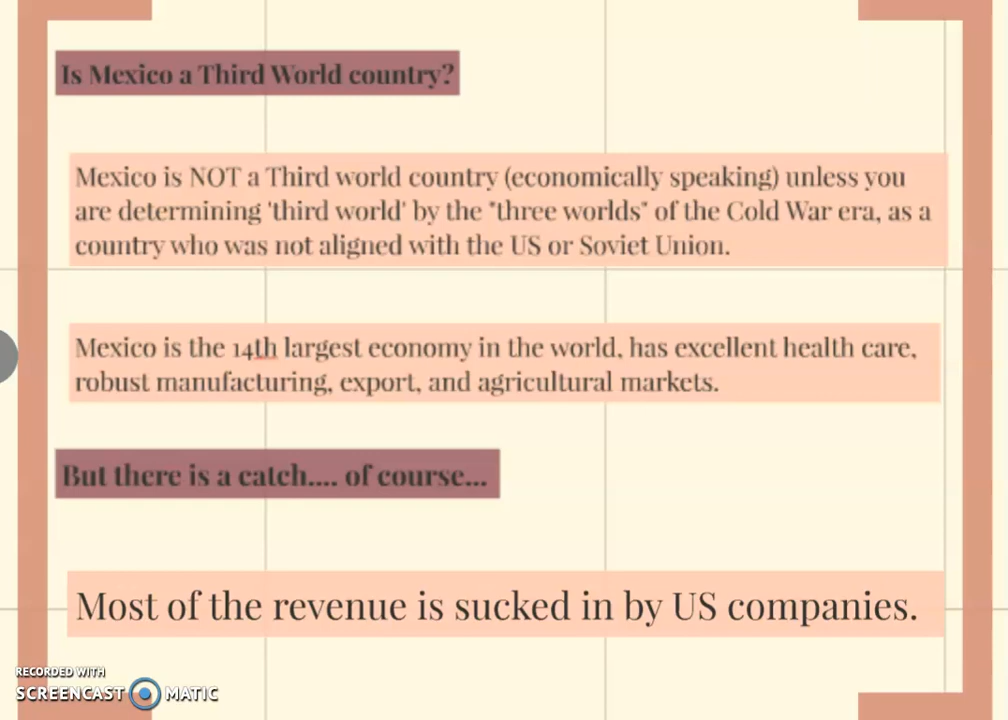 Is Mexico a Third World country?
Mexico is NOT a Third world country (economically speaking) unless you
are determining 'third world' by the "three worlds" of the Cold War era, as a
country who was not aligned with the US or Soviet Union.
Mexico is the 14th largest economy in the world, has excellent health care,
robust manufacturing, export, and agricultural markets.
But there is a catch.... of course...
Most of the revenue is sucked in by US companies.
RECORDED WITH
SCREENCAST MATIC